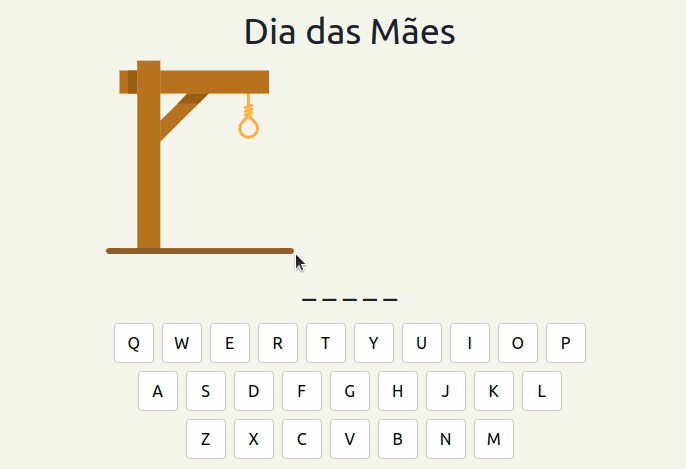 Dia das Mães
_ _ _ _ _
Q W E R T Y U I O P
A S D F G H J K L
Z X C V B N M